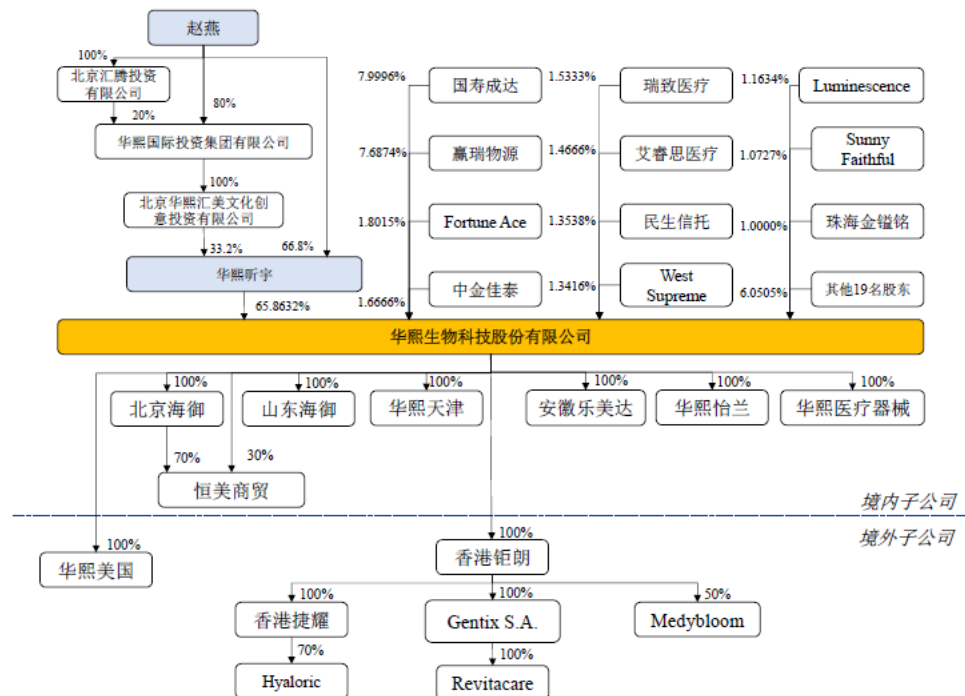 赵燕
100%
北京汇腾投资
有限公司
20%
80%
华熙国际投资集团有限公司
100%
北京华熙汇美文化创
意投资有限公司
33.2%
66.8%
华熙昕宇
65.8632%
7.9996%
国寿成达
1.5333%
瑞致医疗
1.1634%
Luminescence
7.6874%
赢瑞物源
1.4666%
艾睿思医疗
1.0727%
Sunny
Faithful
1.8015%
Fortune Ace
1.3538%
民生信托
1.0000%
珠海金镒铭
1.6666%
中金佳泰
1.3416%
West
Supreme
6.0505%
其他19名股东
华熙生物科技股份有限公司
100%
北京海御
100%
山东海御
100%
华熙天津
100%
安徽乐美达
100%
华熙怡兰
100%
华熙医疗器械
70%
30%
恒美商贸
境内子公司
境外子公司
100%
华熙美国
100%
香港钜朗
100%
香港捷耀
100%
Gentix S.A.
50%
Medybloom
70%
Hyaloric
100%
Revitacare